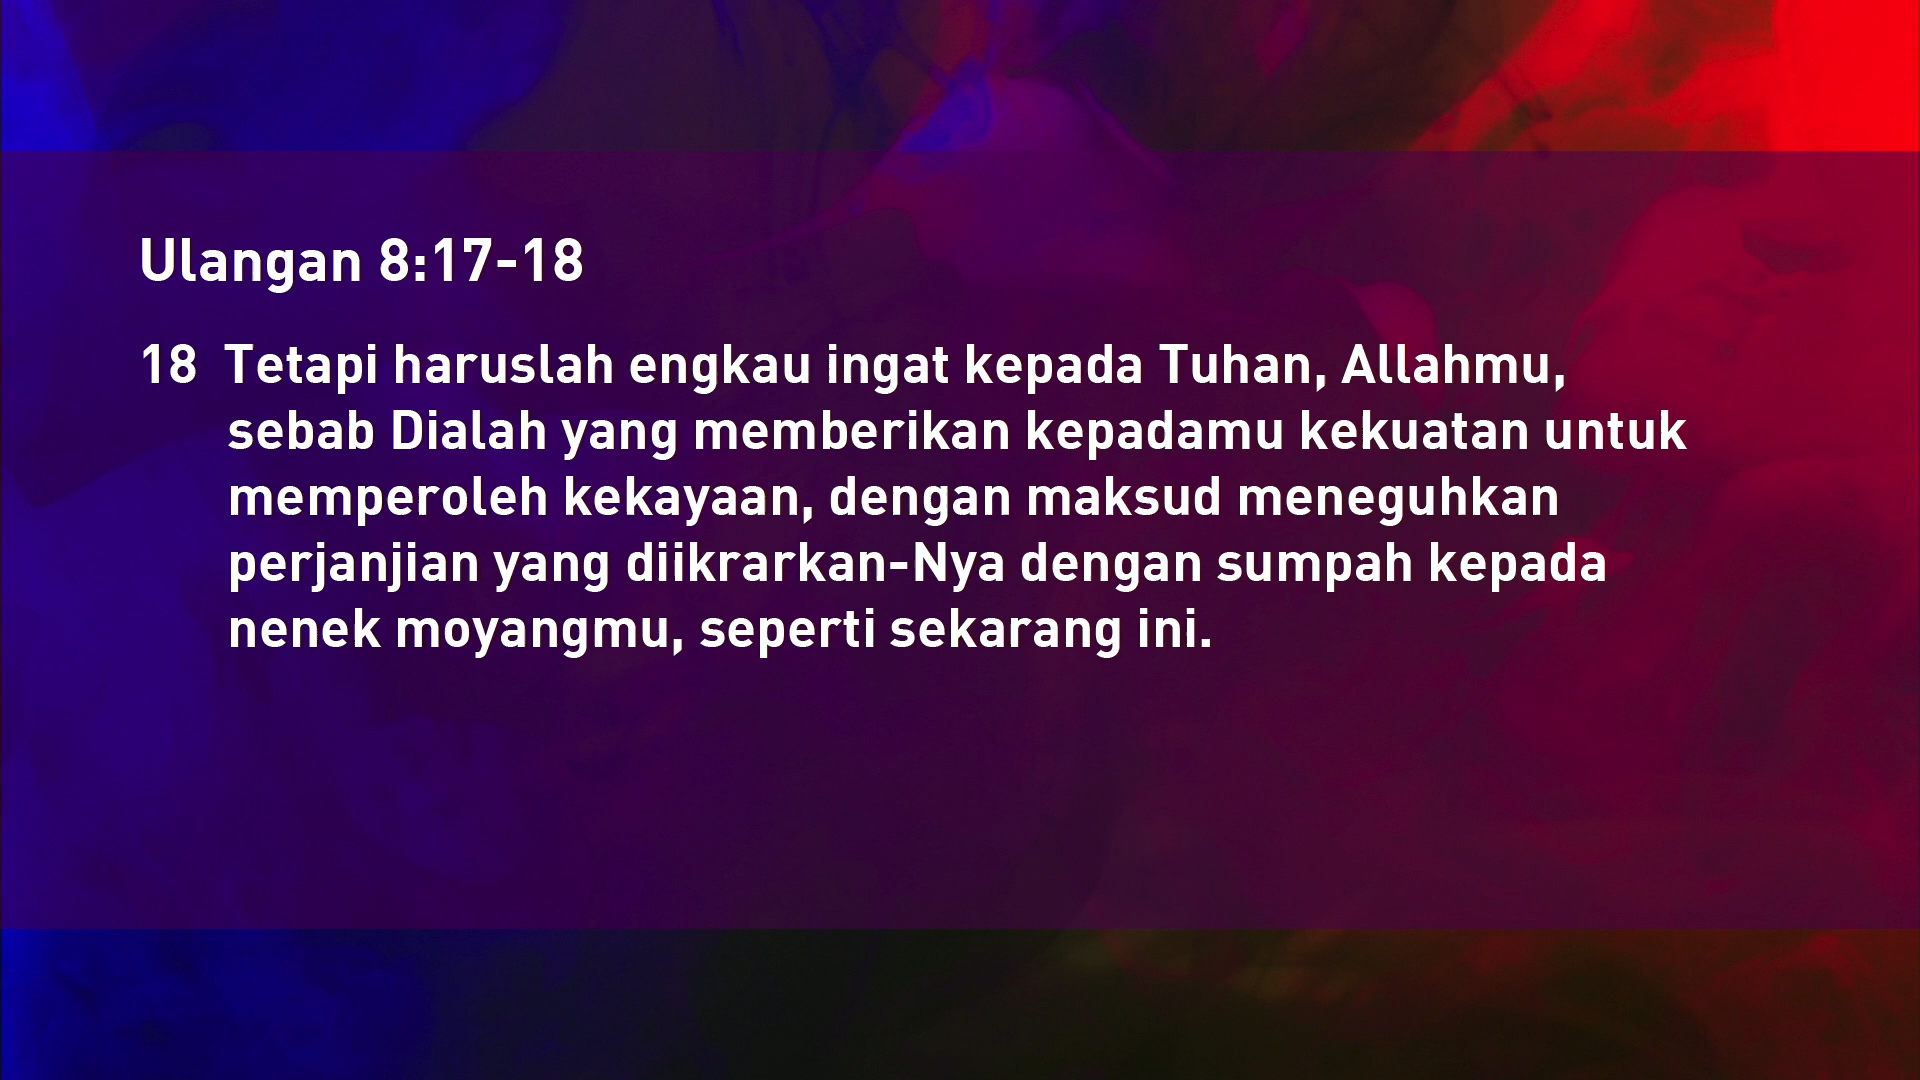 Ulangan 8:17-18
18 Tetapi haruslah engkau ingat kepada Tuhan, Allahmu,
sebab Dialah yang memberikan kepadamu kekuatan untuk
memperoleh kekayaan, dengan maksud meneguhkan
perjanjian yang diikrarkan-Nya dengan sumpah kepada
nenek moyangmu, seperti sekarang ini.